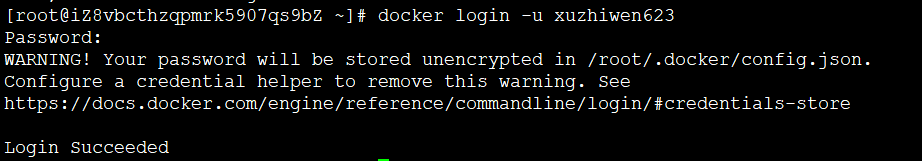 [root@iZ8vbcthzqpmrk5907qs9bZ ~]# docker login -u xuzhiwen623
Password:
WARNING! Your password will be stored unencrypted in /root/.docker/config.json.
Configure a credential helper to remove this warning. See
https://docs.docker.com/engine/reference/commandline/login/#credentials-store
Login Succeeded